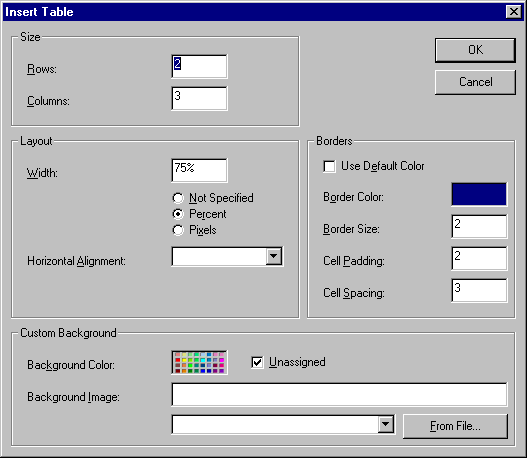 Insert Table
Size
Rows: 2
Columns: 3
OK
Cancel
Layout
Width: 75%
Not Specified
Percent
Pixels
Horizontal Alignment:
Borders
Use Default Color
Border Color:
Border Size: 2
Cell Padding: 2
Cell Spacing: 3
Custom Background
Background Color: Unassigned
Background Image:
From File...